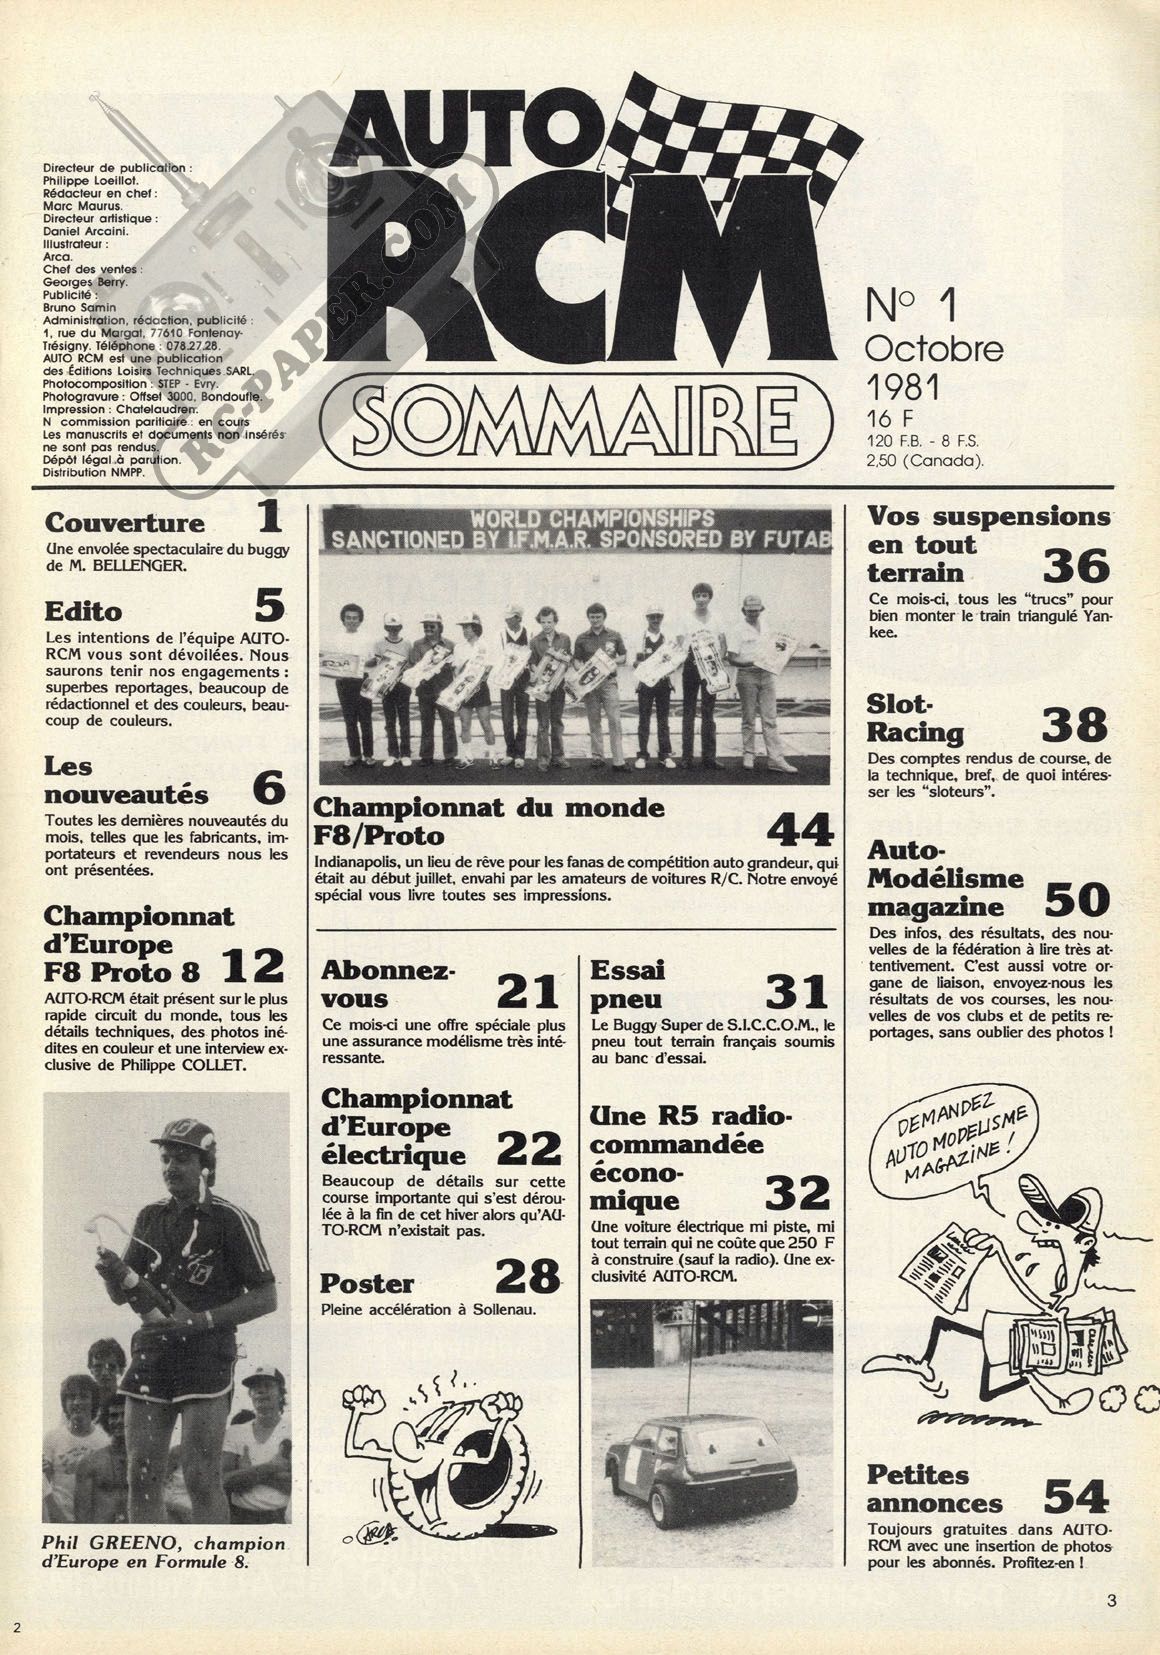 AUTO
RCM
SOMMAIRE
Directeur de publication :
Philippe Loeillot.
Rédacteur en chef :
Marc Maurus.
Directeur artistique :
Daniel Arcaini.
Illustrateur :
Arca.
Chef des ventes :
Georges Berry.
Publicité :
Bruno Samin
Administration, rédaction, publicité :
1, rue du Margat, 77610 Fontenay-
Trésigny. Téléphone : 078.27.28.
AUTO RCM est une publication
des Éditions Loisirs Techniques SARL.
Photocomposition : STEP - Evry.
Photogravure : Offset 3000, Bondoufle.
Impression : Chatelaudren.
N commission paritiaire : en cours
Les manuscrits et documents non insérés
ne sont pas rendus.
Dépôt légal à parution.
Distribution NMPP.
RC-PAPER.COM
N° 1
Octobre
1981
16 F
120 F.B. - 8 F.S.
2,50 (Canada).
Couverture 1
Une envolée spectaculaire du buggy
de M. BELLENGER.
Edito 5
Les intentions de l'équipe AUTO-
RCM vous sont dévoilées. Nous
saurons tenir nos engagements :
superbes reportages, beaucoup de
rédactionnel et des couleurs, beau-
coup de couleurs.
Les
nouveautés 6
Toutes les dernières nouveautés du
mois, telles que les fabricants, im-
portateurs et revendeurs nous les
ont présentées.
Championnat
d'Europe
F8 Proto 8 12
AUTO-RCM était présent sur le plus
rapide circuit du monde, tous les
détails techniques, des photos iné-
dites en couleur et une interview ex-
clusive de Philippe COLLET.
Phil GREENO, champion
d'Europe en Formule 8.
WORLD CHAMPIONSHIPS
SANCTIONED BY I.F.M.A.R. SPONSORED BY FUTAB
Championnat du monde
F8/Proto 44
Indianapolis, un lieu de rêve pour les fanas de compétition auto grandeur, qui
était au début juillet, envahi par les amateurs de voitures R/C. Notre envoyé
spécial vous livre toutes ses impressions.
Abonnez-
vous 21
Ce mois-ci une offre spéciale plus
une assurance modélisme très inté-
ressante.
Championnat
d'Europe
électrique 22
Beaucoup de détails sur cette
course importante qui s'est dérou-
lée à la fin de cet hiver alors qu'AU-
TO-RCM n'existait pas.
Poster 28
Pleine accélération à Sollenau.
ARCA
Essai
pneu 31
Le Buggy Super de S.I.C.C.O.M., le
pneu tout terrain français soumis
au banc d'essai.
Une R5 radio-
commandée
écono-
mique 32
Une voiture électrique mi piste, mi
tout terrain qui ne coûte que 250 F
à construire (sauf la radio). Une ex-
clusivité AUTO-RCM.
Vos suspensions
en tout
terrain 36
Ce mois-ci, tous les "trucs" pour
bien monter le train triangulé Yan-
kee.
Slot-
Racing 38
Des comptes rendus de course, de
la technique, bref, de quoi intéres-
ser les "sloteurs".
Auto-
Modélisme
magazine 50
Des infos, des résultats, des nou-
velles de la fédération à lire très at-
tentivement. C'est aussi votre or-
gane de liaison, envoyez-nous les
résultats de vos courses, les nou-
velles de vos clubs et de petits re-
portages, sans oublier des photos !
DEMANDEZ
AUTO MODELISME
MAGAZINE !
Petites
annonces 54
Toujours gratuites dans AUTO-
RCM avec une insertion de photos
pour les abonnés. Profitez-en !
3
2